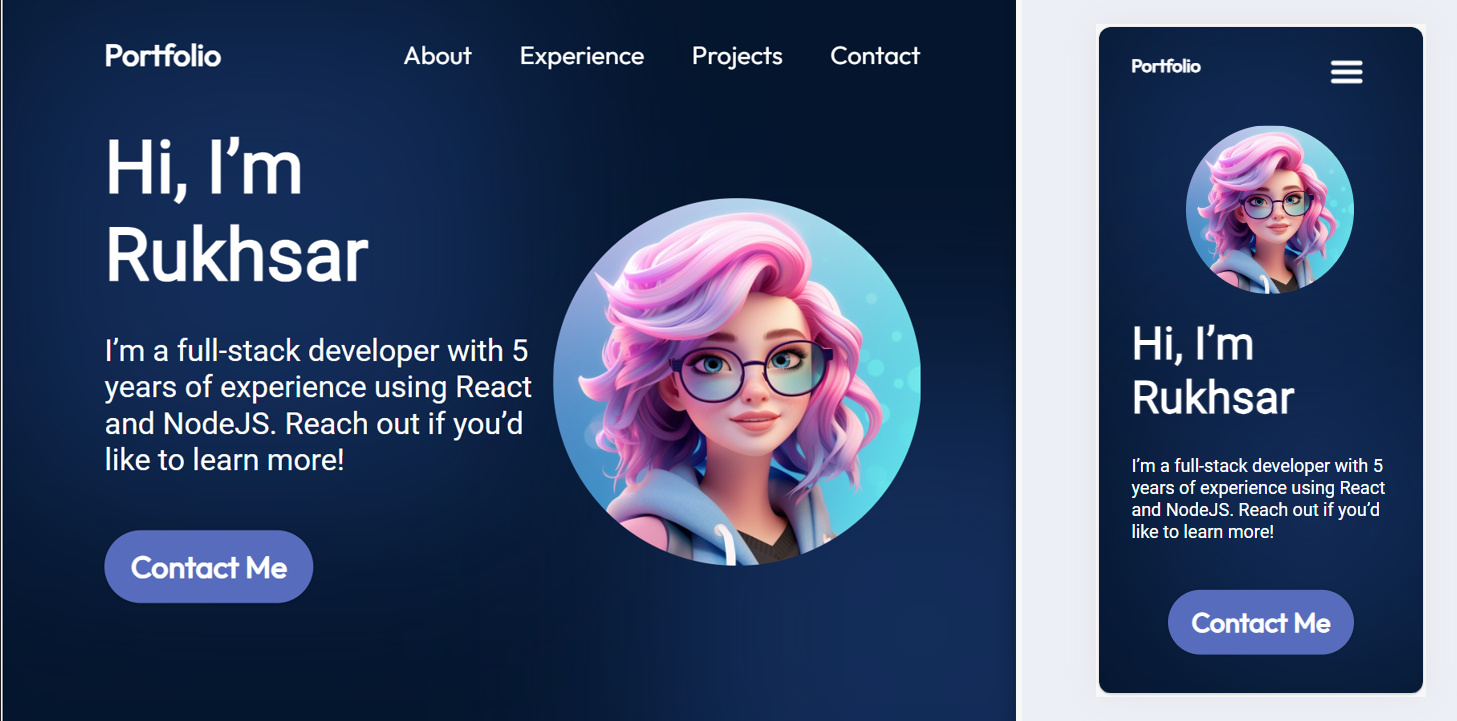 Portfolio
About Experience Projects Contact
Hi, I’m
Rukhsar
I’m a full-stack developer with 5
years of experience using React
and NodeJS. Reach out if you’d
like to learn more!
Contact Me
Portfolio
Hi, I’m
Rukhsar
I’m a full-stack developer with 5
years of experience using React
and NodeJS. Reach out if you’d
like to learn more!
Contact Me